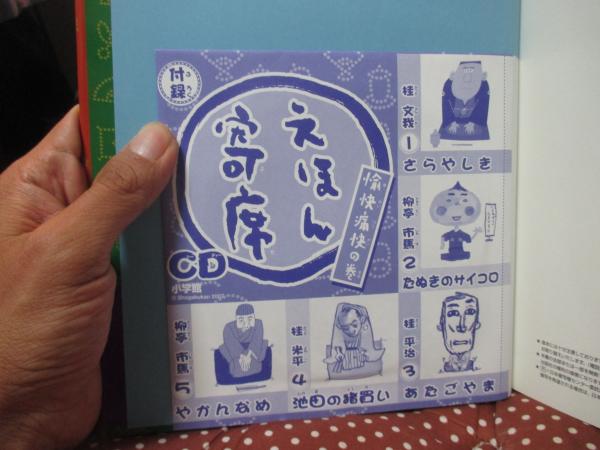 付録
えほん
寄席
愉快痛快の巻
CD
小学館
© Shogakukan
桂 文我 1
さらやしき
柳亭 市馬 2
たぬきのサイコロ
桂 平治 3
あたごやま
桂 米平 4
池田の猪買い
柳亭 市馬 5
やかんなめ